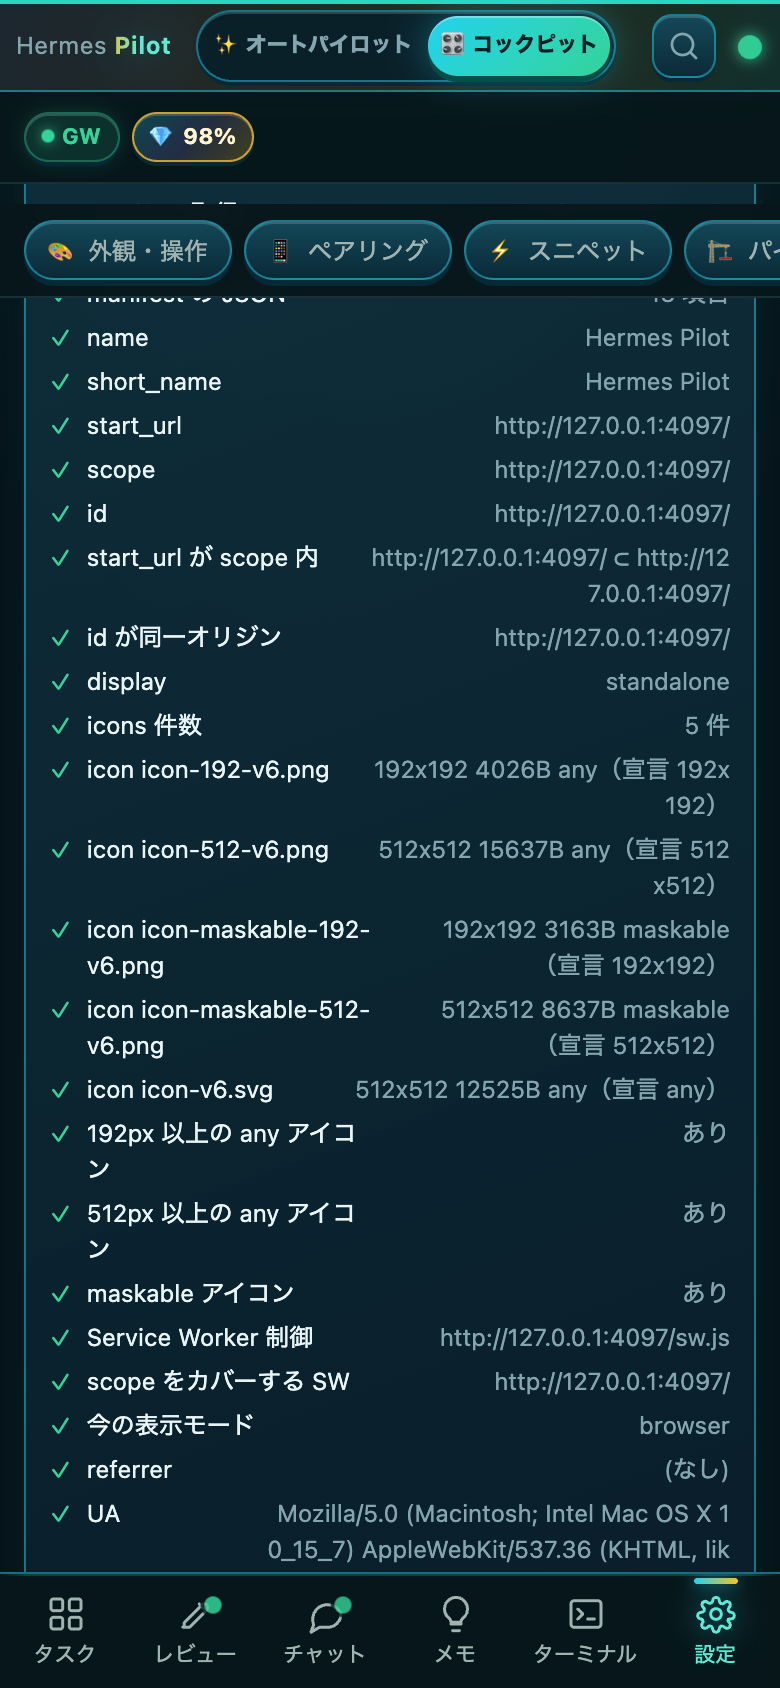 Hermes Pilot
✨ オートパイロット
🎛️ コックピット
GW
💎 98%
🎨 外観・操作
📱 ペアリング
⚡ スニペット
🏗️ パイ
manifest の JSON
name Hermes Pilot
short_name Hermes Pilot
start_url http://127.0.0.1:4097/
scope http://127.0.0.1:4097/
id http://127.0.0.1:4097/
start_url が scope 内 http://127.0.0.1:4097/ ⊂ http://12
7.0.0.1:4097/
id が同一オリジン http://127.0.0.1:4097/
display standalone
icons 件数 5 件
icon icon-192-v6.png 192x192 4026B any（宣言 192x
192）
icon icon-512-v6.png 512x512 15637B any（宣言 512
x512）
icon icon-maskable-192- 192x192 3163B maskable
v6.png （宣言 192x192）
icon icon-maskable-512- 512x512 8637B maskable
v6.png （宣言 512x512）
icon icon-v6.svg 512x512 12525B any（宣言 any）
192px 以上の any アイコ あり
ン
512px 以上の any アイコ あり
ン
maskable アイコン あり
Service Worker 制御 http://127.0.0.1:4097/sw.js
scope をカバーする SW http://127.0.0.1:4097/
今の表示モード browser
referrer (なし)
UA Mozilla/5.0 (Macintosh; Intel Mac OS X 1
0_15_7) AppleWebKit/537.36 (KHTML, lik
タスク
レビュー
チャット
メモ
ターミナル
設定